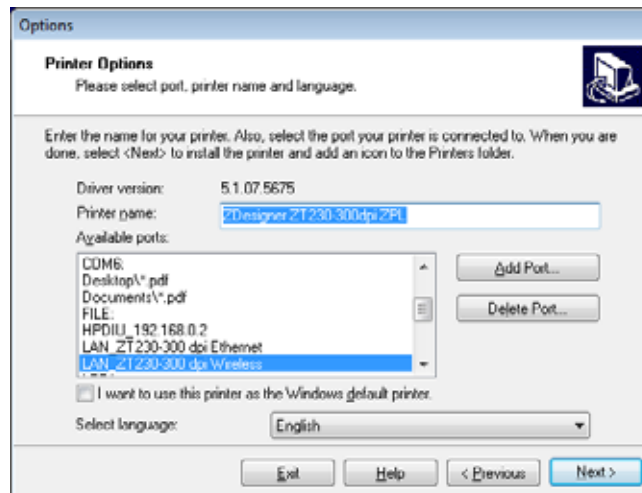 Options
Printer Options
Please select port, printer name and language.
Enter the name for your printer. Also, select the port your printer is connected to. When you are
done, select <Next> to install the printer and add an icon to the Printers folder.
Driver version: 5.1.07.5675
Printer name: ZDesigner ZT230-300dpi ZPL
Available ports:
COM6:
Desktop\*.pdf
Documents\*.pdf
FILE:
HPDIU_192.168.0.2
LAN_ZT230-300 dpi Ethernet
LAN_ZT230-300 dpi Wireless
Add Port...
Delete Port...
I want to use this printer as the Windows default printer.
Select language: English
Exit Help < Previous Next >